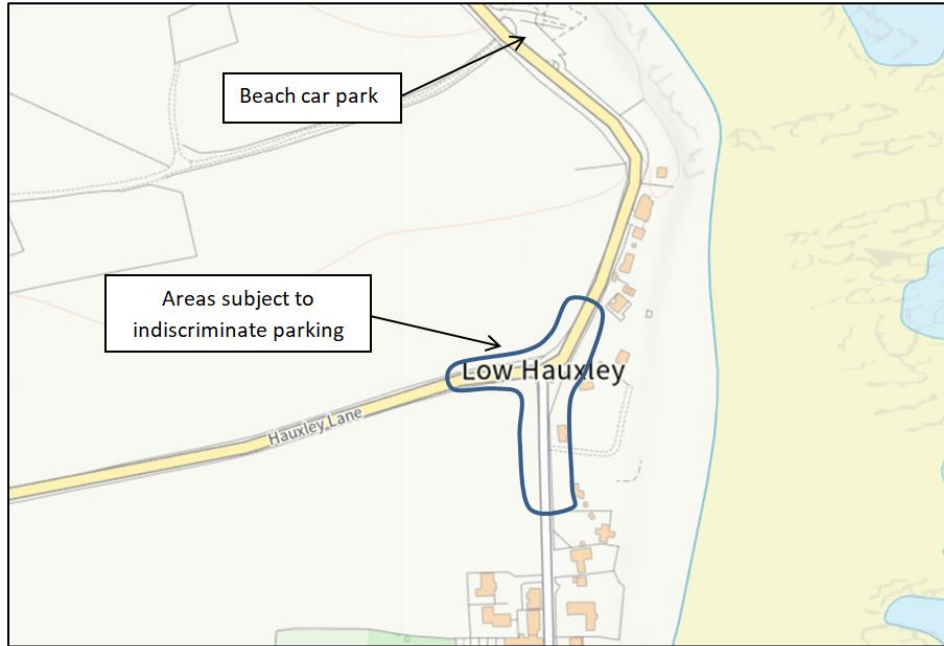 Beach car park
Areas subject to
indiscriminate parking
Low Hauxley
Hauxley Lane